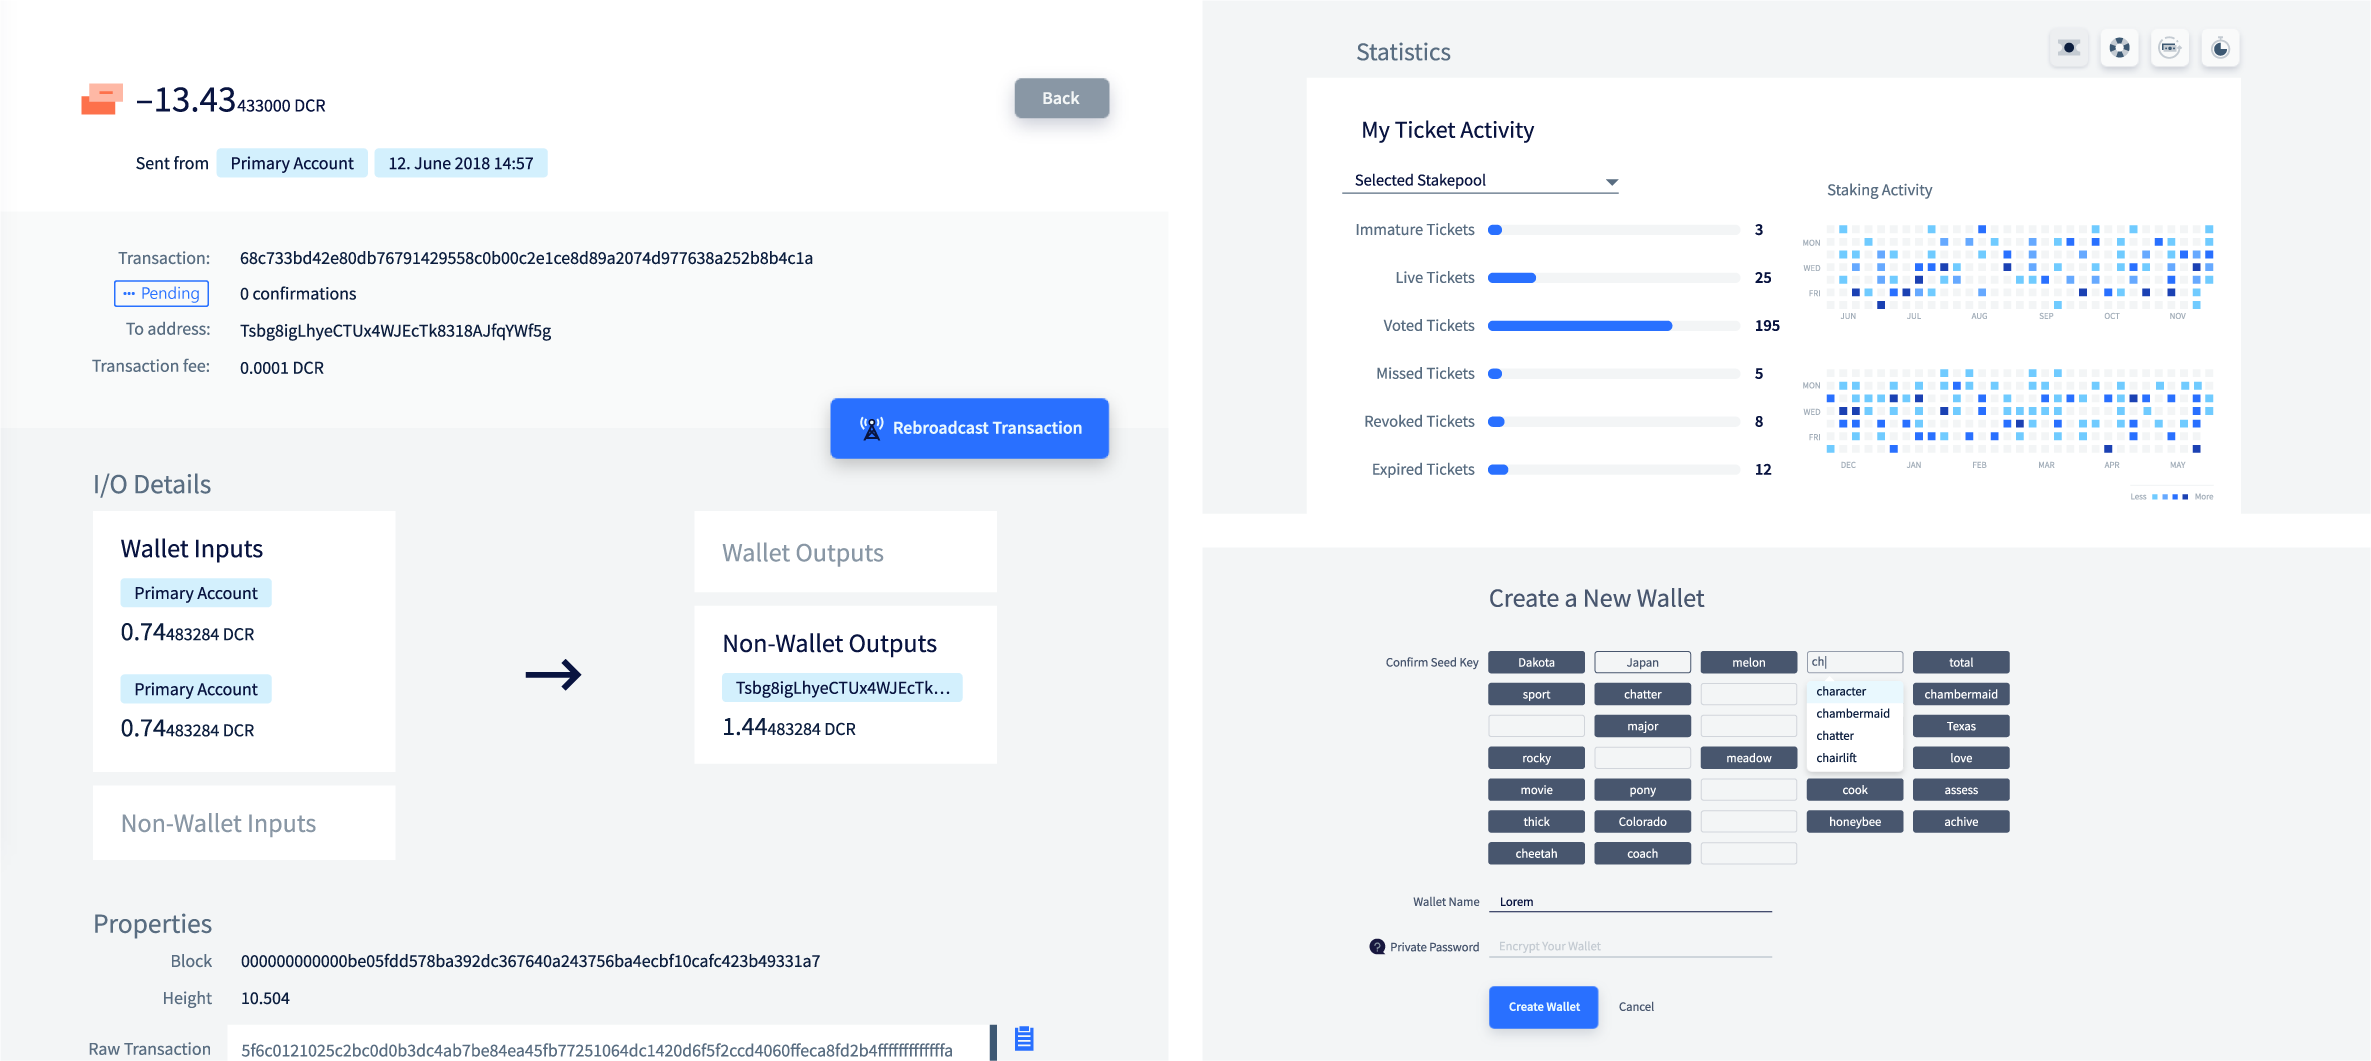 –13.43433000 DCR
Back
Sent from Primary Account 12. June 2018 14:57
Transaction: 68c733bd42e80db76791429558c0b00c2e1ce8d89a2074d977638a252b8b4c1a
Pending 0 confirmations
To address: Tsbg8igLhyeCTUx4WJEcTk8318AJfqYWf5g
Transaction fee: 0.0001 DCR
Rebroadcast Transaction
I/O Details
Wallet Inputs
Primary Account
0.74483284 DCR
Primary Account
0.74483284 DCR
Non-Wallet Inputs
Wallet Outputs
Non-Wallet Outputs
Tsbg8igLhyeCTUx4WJEcTk...
1.44483284 DCR
Properties
Block 000000000000be05fdd578ba392dc367640a243756ba4ecbf10cafc423b49331a7
Height 10.504
Raw Transaction 5f6c0121025c2bc0d0b3dc4ab7be84ea45fb77251064dc1420d6f5f2ccd4060ffeca8fd2b4fffffffffffffa
Statistics
My Ticket Activity
Selected Stakepool
Immature Tickets 3
Live Tickets 25
Voted Tickets 195
Missed Tickets 5
Revoked Tickets 8
Expired Tickets 12
Staking Activity
MON
WED
FRI
JUN JUL AUG SEP OCT NOV
MON
WED
FRI
DEC JAN FEB MAR APR MAY
Less More
Create a New Wallet
Confirm Seed Key Dakota Japan melon ch total
sport chatter character chambermaid
chambermaid
major chatter Texas
rocky meadow chairlift love
movie pony cook assess
thick Colorado honeybee achive
cheetah coach
Wallet Name Lorem
? Private Password Encrypt Your Wallet
Create Wallet Cancel